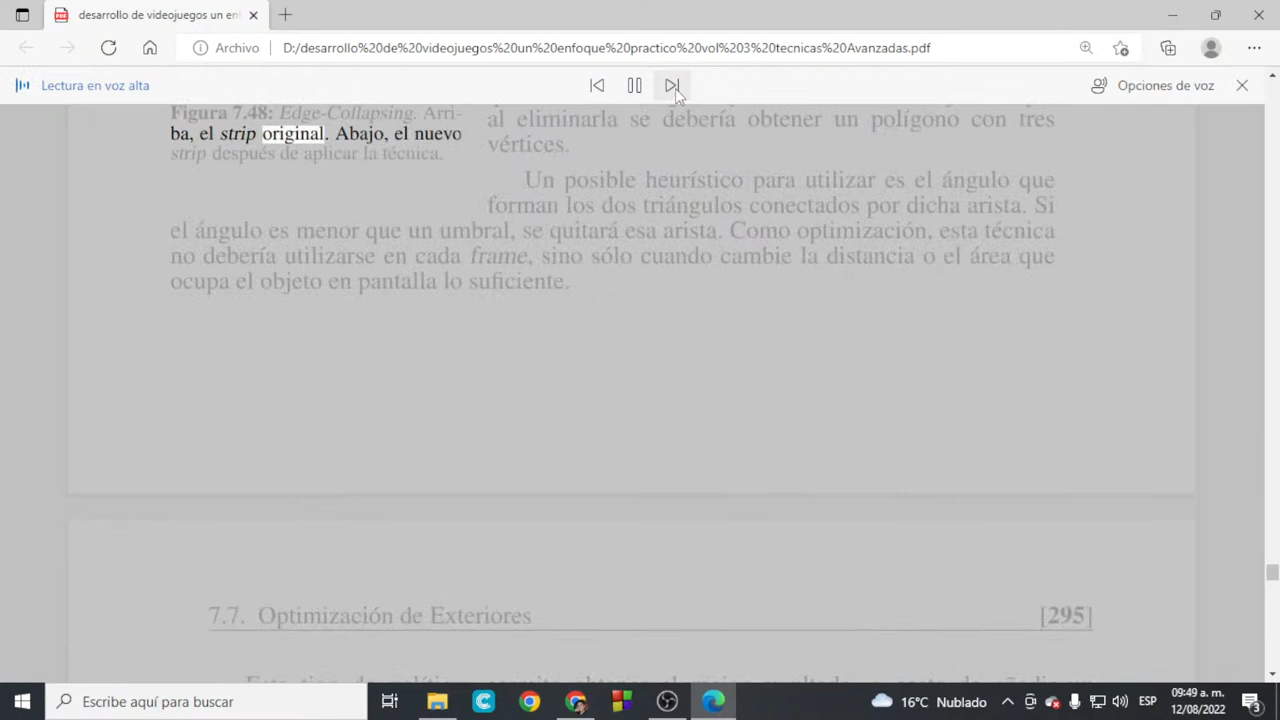 desarrollo de videojuegos un en
Archivo
D:/desarrollo%20de%20videojuegos%20un%20enfoque%20practico%20vol%203%20tecnicas%20Avanzadas.pdf
Lectura en voz alta
Opciones de voz
Figura 7.48: Edge-Collapsing. Arri-
ba, el strip original. Abajo, el nuevo
strip después de aplicar la técnica.
al eliminarla se debería obtener un polígono con tres
vértices.
Un posible heurístico para utilizar es el ángulo que
forman los dos triángulos conectados por dicha arista. Si
el ángulo es menor que un umbral, se quitará esa arista. Como optimización, esta técnica
no debería utilizarse en cada frame, sino sólo cuando cambie la distancia o el área que
ocupa el objeto en pantalla lo suficiente.
7.7. Optimización de Exteriores
[295]
Escribe aquí para buscar
16°C Nublado
ESP
09:49 a. m.
12/08/2022
3